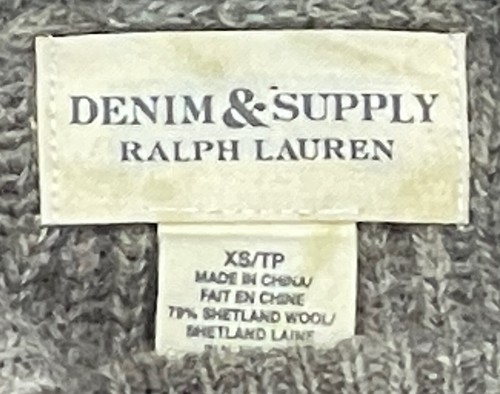 DENIM & SUPPLY
RALPH LAUREN
XS/TP
MADE IN CHINA/
FAIT EN CHINE
79% SHETLAND WOOL/
SHETLAND LAINE